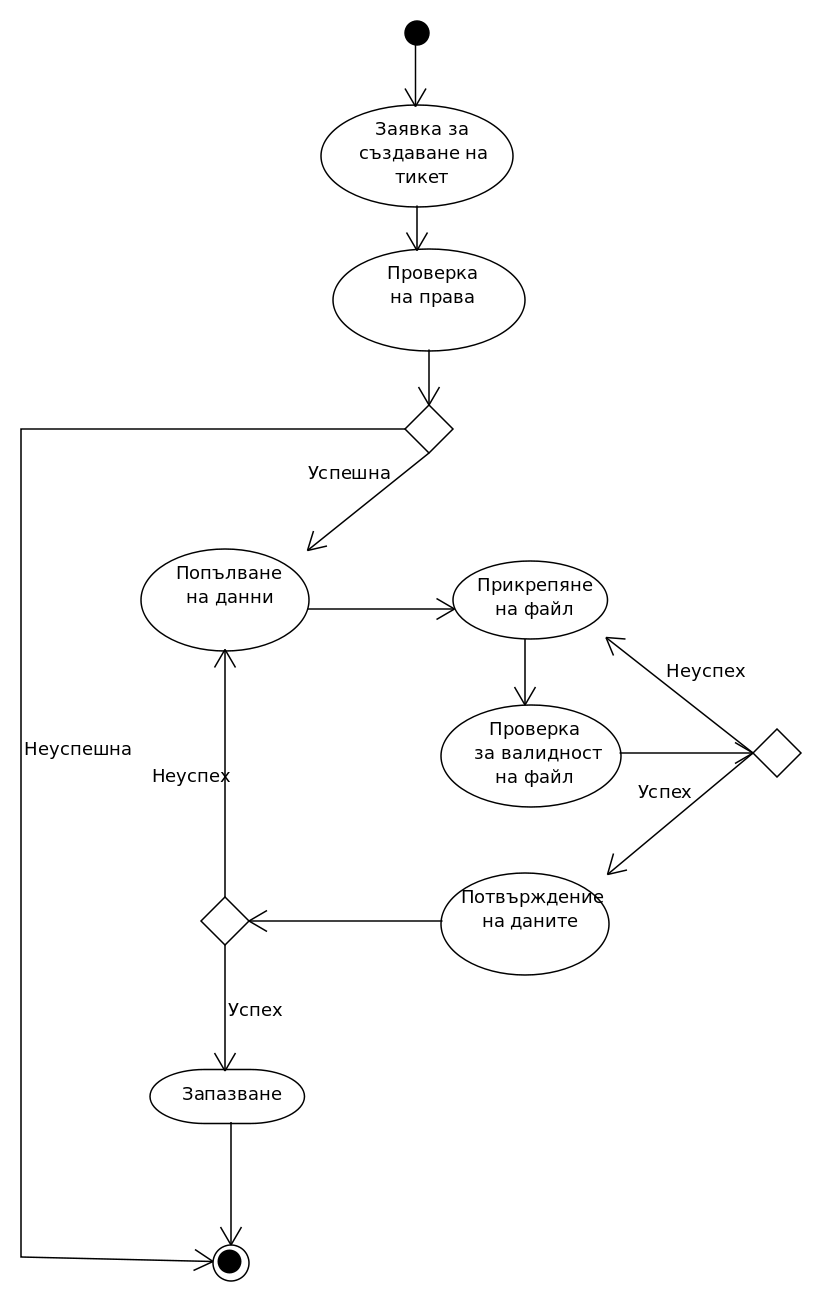 Заявка за
създаване на
тикет
Проверка
на права
Успешна
Попълване
на данни
Прикрепяне
на файл
Неуспех
Проверка
за валидност
на файл
Неуспешна
Неуспех
Успех
Потвърждение
на даните
Успех
Запазване